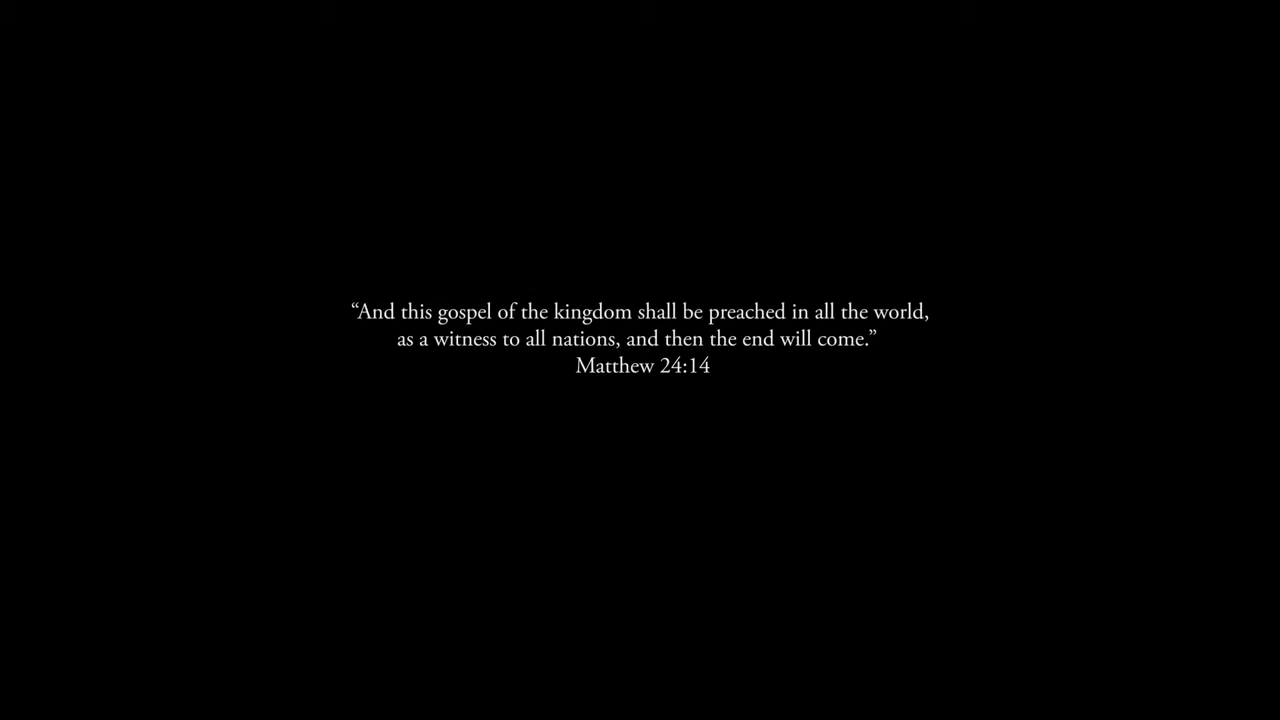 “And this gospel of the kingdom shall be preached in all the world,
as a witness to all nations, and then the end will come.”
Matthew 24:14